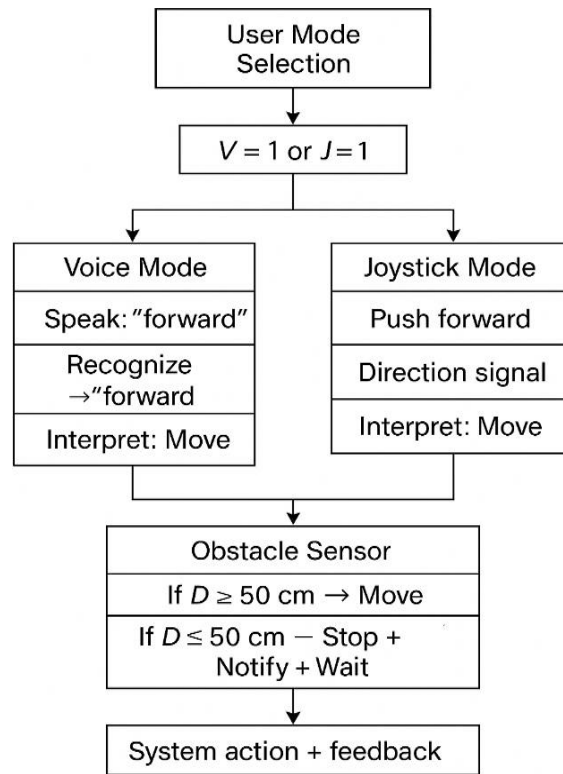 User Mode
Selection
V = 1 or J = 1
Voice Mode
Speak: "forward"
Recognize
→"forward
Interpret: Move
Joystick Mode
Push forward
Direction signal
Interpret: Move
Obstacle Sensor
If D ≥ 50 cm → Move
If D ≤ 50 cm – Stop +
Notify + Wait
System action + feedback